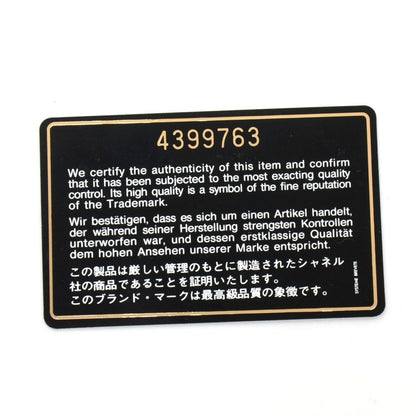 4399763
We certify the authenticity of this item and confirm
that it has been subjected to the most exacting quality
control. Its high quality is a symbol of the fine reputation
of the Trademark.
Wir bestätigen, dass es sich um einen Artikel handelt,
der während seiner Herstellung strengsten Kontrollen
unterworfen war, und dessen erstklassige Qualität
dem hohen Ansehen unserer Marke entspricht.
この製品は厳しい管理のもとに製造されたシャネル
社の商品であることを証明いたします。
このブランド・マークは最高級品質の象徴です。